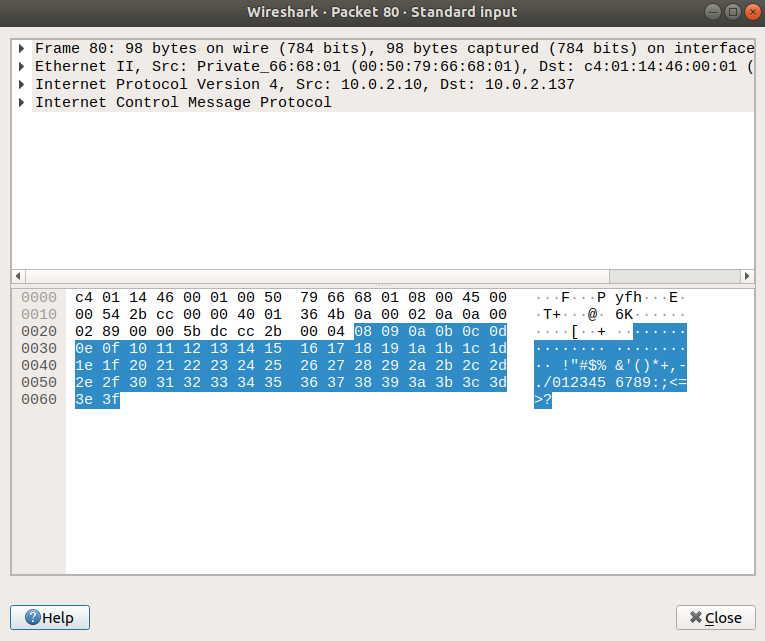 Wireshark · Packet 80 · Standard input
Frame 80: 98 bytes on wire (784 bits), 98 bytes captured (784 bits) on interface
Ethernet II, Src: Private_66:68:01 (00:50:79:66:68:01), Dst: c4:01:14:46:00:01 (
Internet Protocol Version 4, Src: 10.0.2.10, Dst: 10.0.2.137
Internet Control Message Protocol
0000 c4 01 14 46 00 01 00 50 79 66 68 01 08 00 45 00 ···F···P yfh···E·
0010 00 54 2b cc 00 00 40 01 36 4b 0a 00 02 0a 0a 00 ·T+···@· 6K······
0020 02 89 00 00 5b dc cc 2b 00 04 08 09 0a 0b 0c 0d ····[··+ ········
0030 0e 0f 10 11 12 13 14 15 16 17 18 19 1a 1b 1c 1d ········ ········
0040 1e 1f 20 21 22 23 24 25 26 27 28 29 2a 2b 2c 2d ·· !"#$% &'()*+,-
0050 2e 2f 30 31 32 33 34 35 36 37 38 39 3a 3b 3c 3d ./012345 6789:;<=
0060 3e 3f >?
Help Close